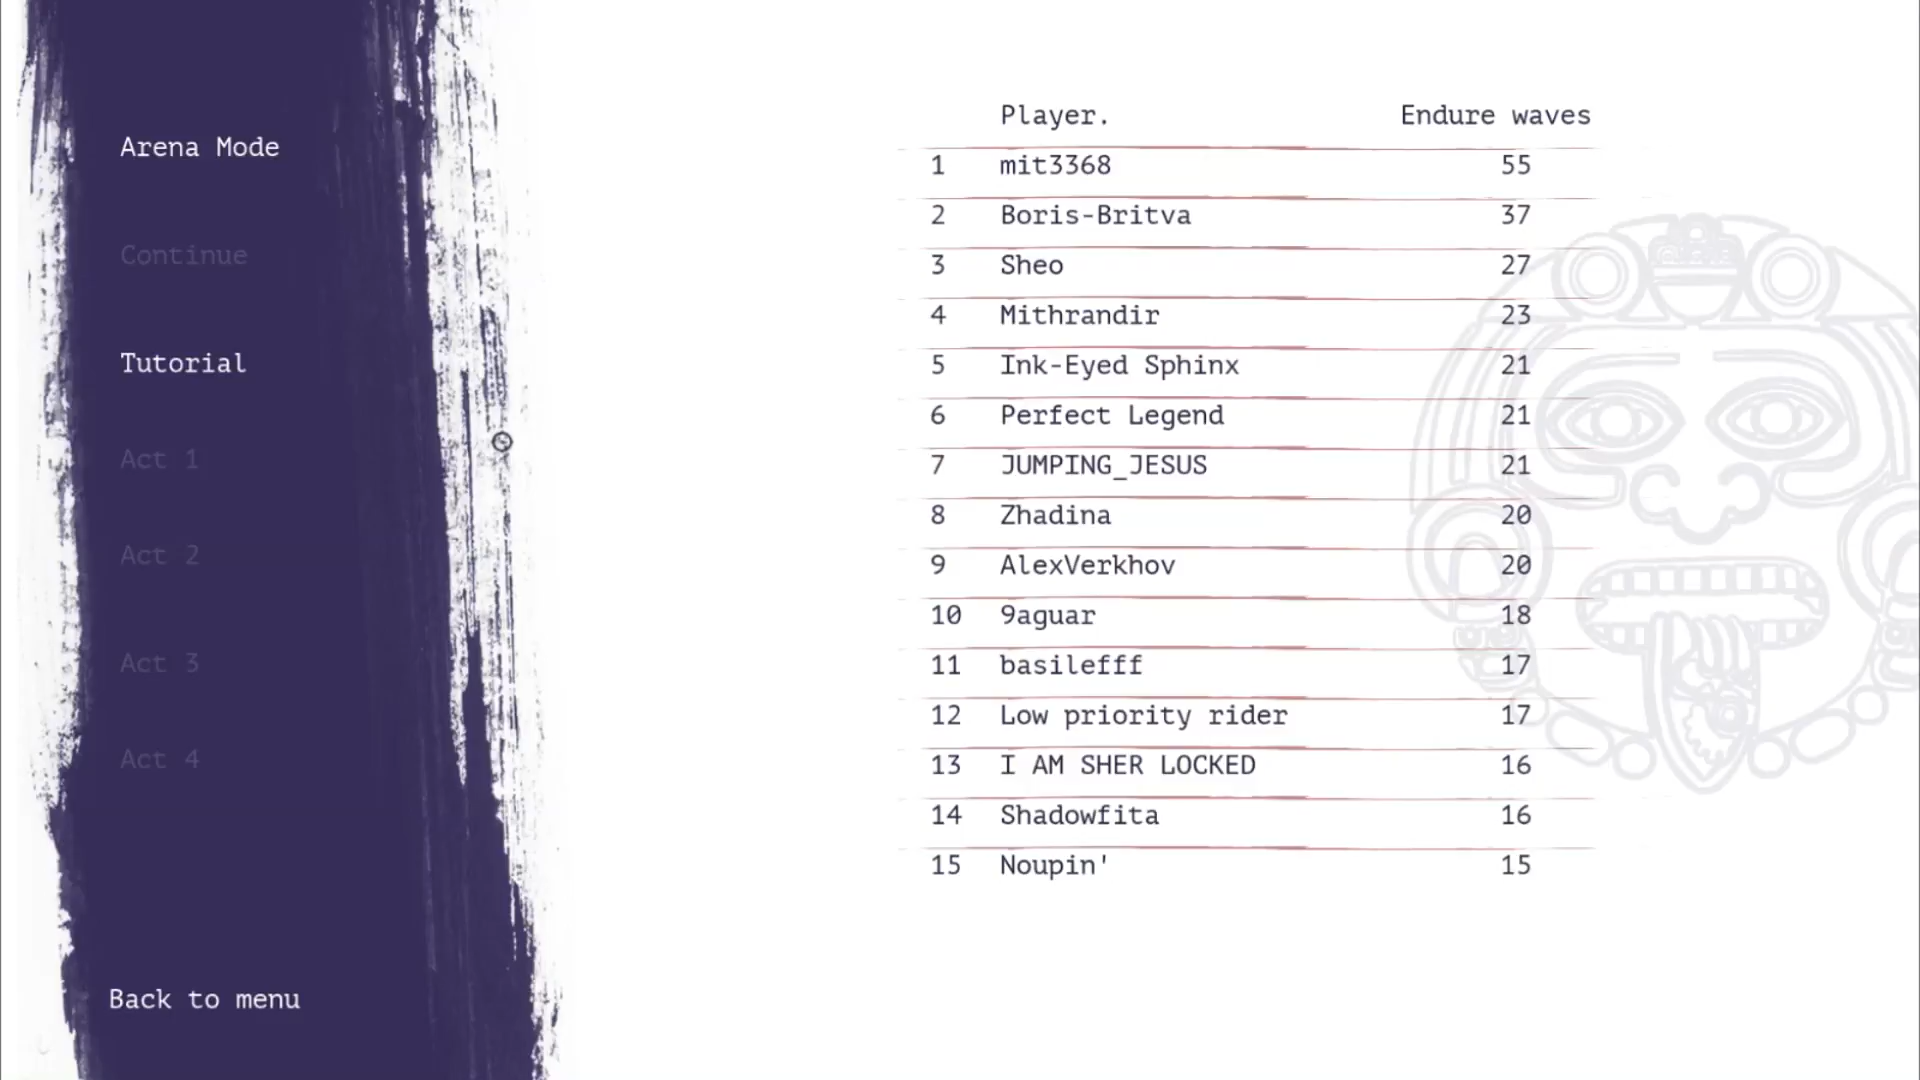 Arena Mode
Continue
Tutorial
Act 1
Act 2
Act 3
Act 4
Back to menu
Player. Endure waves
1 mit3368 55
2 Boris-Britva 37
3 Sheo 27
4 Mithrandir 23
5 Ink-Eyed Sphinx 21
6 Perfect Legend 21
7 JUMPING_JESUS 21
8 Zhadina 20
9 AlexVerkhov 20
10 9aguar 18
11 basilefff 17
12 Low priority rider 17
13 I AM SHER LOCKED 16
14 Shadowfita 16
15 Noupin' 15